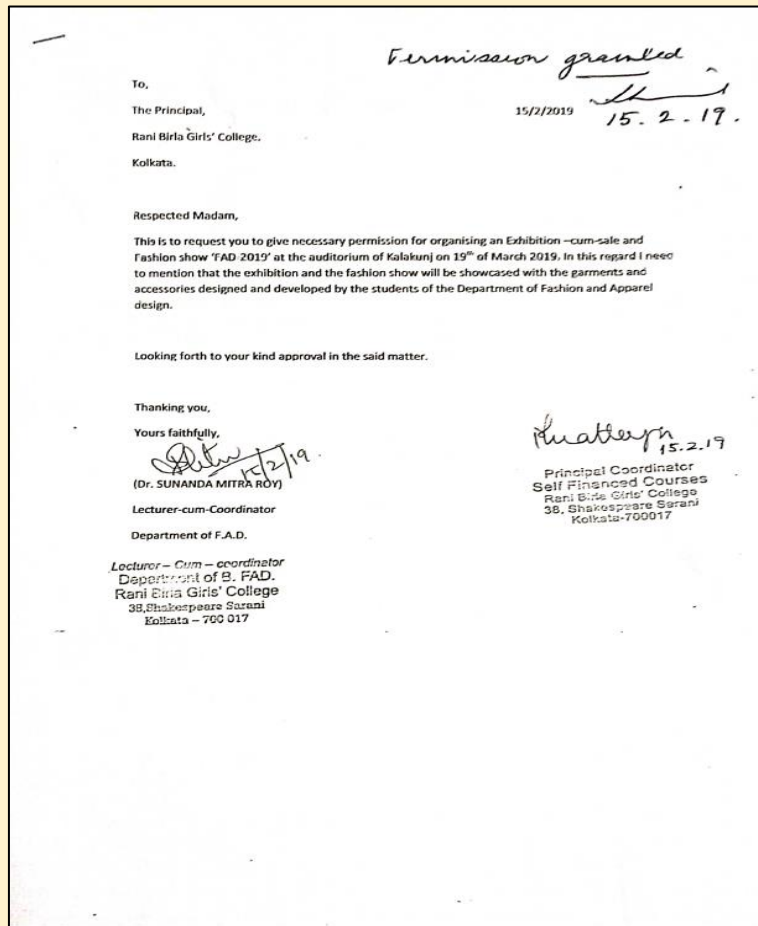 Permission granted
15.2.19.
To,
The Principal,
15/2/2019
Rani Birla Girls' College.
Kolkata.
Respected Madam,
This is to request you to give necessary permission for organising an Exhibition –cum-sale and
Fashion show 'FAD-2019' at the auditorium of Kalakunj on 19th of March 2019. In this regard I need
to mention that the exhibition and the fashion show will be showcased with the garments and
accessories designed and developed by the students of the Department of Fashion and Apparel
design.
Looking forth to your kind approval in the said matter.
Thanking you,
Yours faithfully,
15/2/19
(Dr. SUNANDA MITRA ROY)
Lecturer-cum-Coordinator
Department of F.A.D.
Lecturer – Cum – coordinator
Department of B. FAD.
Rani Birla Girls' College
38,Shakespeare Sarani
Kolkata – 700 017
15.2.19
Principal Coordinator
Self Financed Courses
Rani Birla Girls' College
38, Shakespeare Sarani
Kolkata-700017